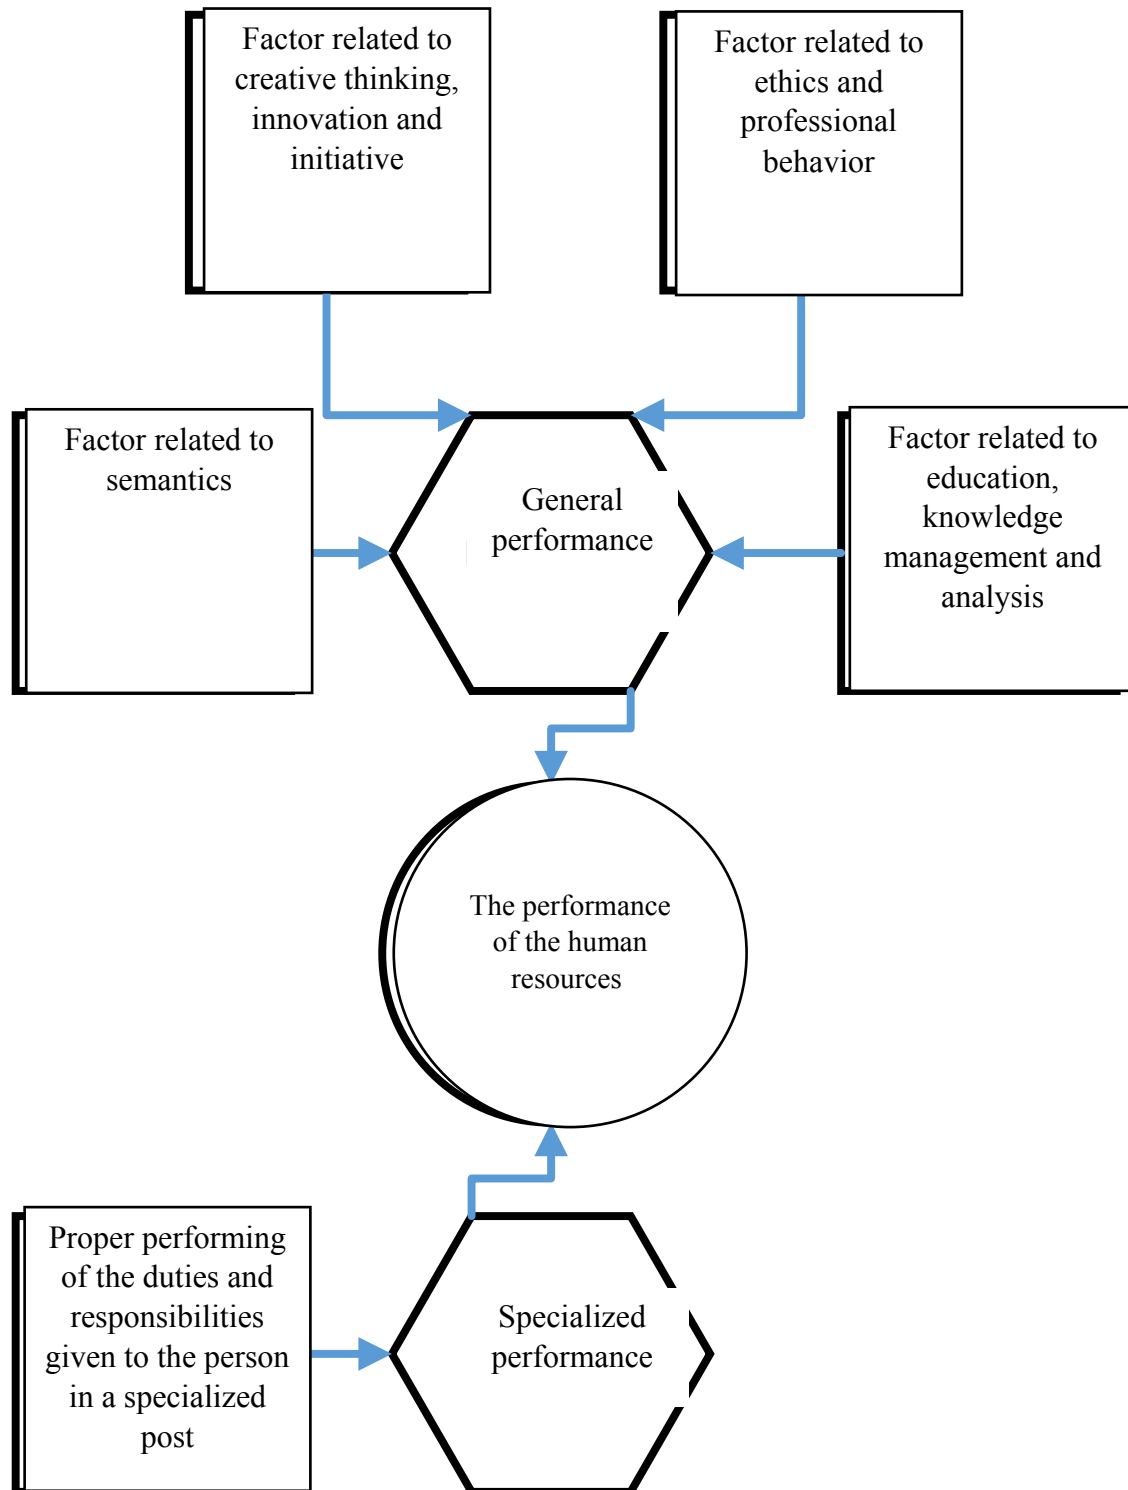 Factor related to
creative thinking,
innovation and
initiative
Factor related to
ethics and
professional
behavior
Factor related to
semantics
General
performance
Factor related to
education,
knowledge
management and
analysis
The performance
of the human
resources
Proper performing
of the duties and
responsibilities
given to the person
in a specialized
post
Specialized
performance